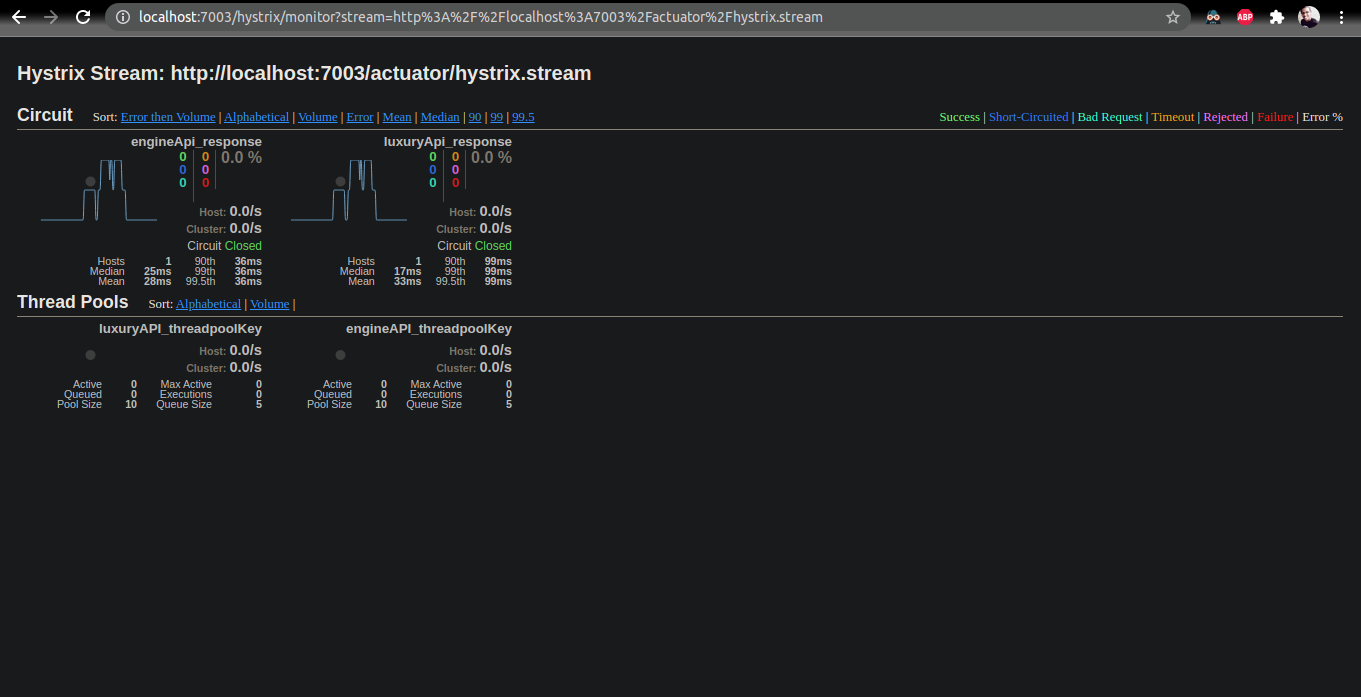 localhost:7003/hystrix/monitor?stream=http%3A%2F%2Flocalhost%3A7003%2Factuator%2Fhystrix.stream
ABP
Hystrix Stream: http://localhost:7003/actuator/hystrix.stream
Circuit Sort: Error then Volume | Alphabetical | Volume | Error | Mean | Median | 90 | 99 | 99.5 Success | Short-Circuited | Bad Request | Timeout | Rejected | Failure | Error %
engineApi_response luxuryApi_response
0 0 0.0 % 0 0 0.0 %
0 0 0 0
0 0 0 0
Host: 0.0/s Host: 0.0/s
Cluster: 0.0/s Cluster: 0.0/s
Circuit Closed Circuit Closed
Hosts 1 90th 36ms Hosts 1 90th 99ms
Median 25ms 99th 36ms Median 17ms 99th 99ms
Mean 28ms 99.5th 36ms Mean 33ms 99.5th 99ms
Thread Pools Sort: Alphabetical | Volume |
luxuryAPI_threadpoolKey engineAPI_threadpoolKey
Host: 0.0/s Host: 0.0/s
Cluster: 0.0/s Cluster: 0.0/s
Active 0 Max Active 0 Active 0 Max Active 0
Queued 0 Executions 0 Queued 0 Executions 0
Pool Size 10 Queue Size 5 Pool Size 10 Queue Size 5